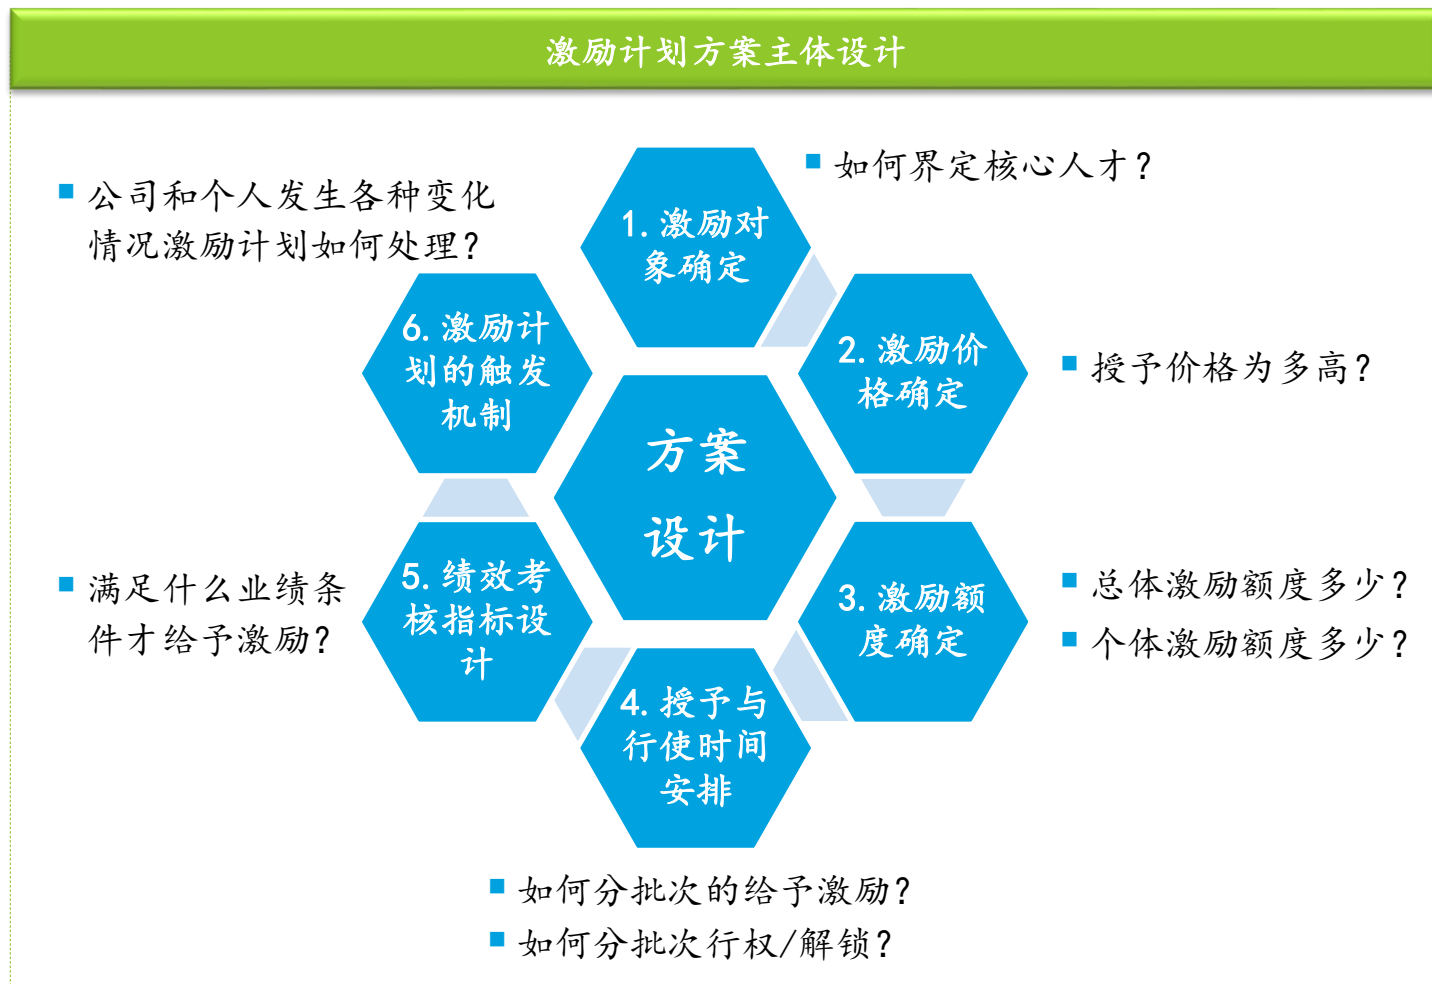 激励计划方案主体设计
如何界定核心人才?
公司和个人发生各种变化
情况激励计划如何处理?
1.激励对
象确定
2.激励价
格确定
授予价格为多高?
3.激励额
度确定
总体激励额度多少?
个体激励额度多少?
4.授予与
行使时间
安排
如何分批次的给予激励?
如何分批次行权/解锁?
5.绩效考
核指标设
计
满足什么业绩条
件才给予激励?
6.激励计
划的触发
机制
方案
设计